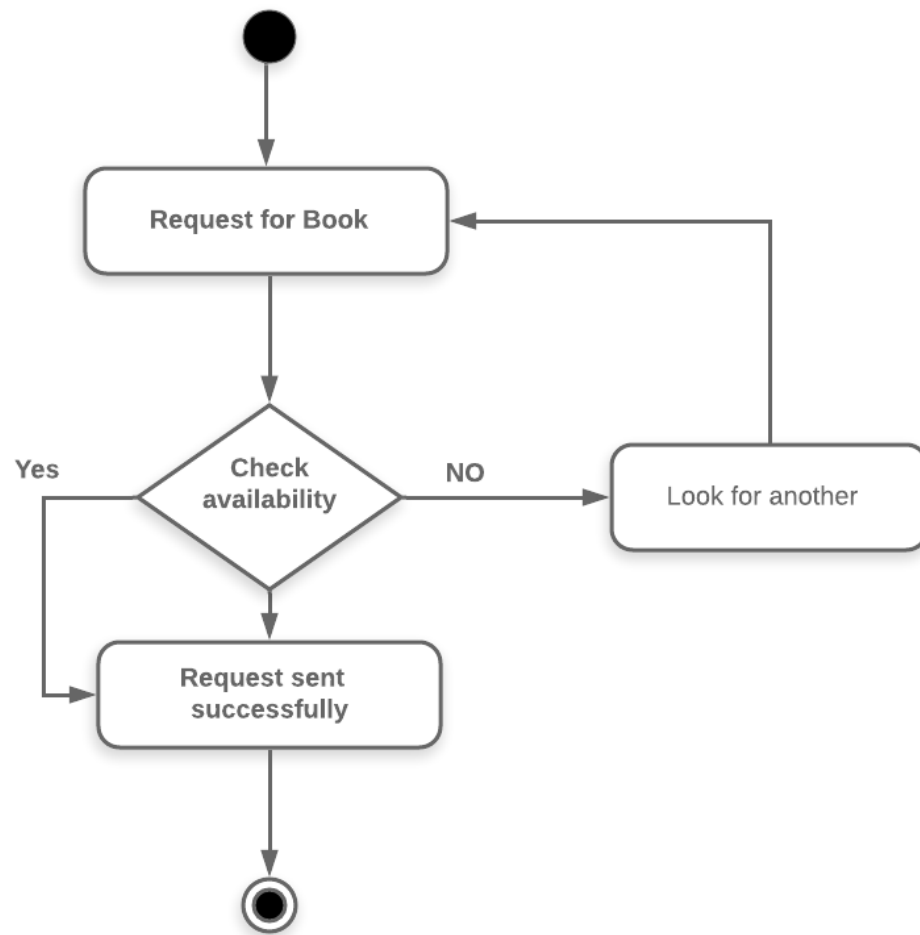 Request for Book
Check
availability
Yes
NO
Look for another
Request sent
successfully